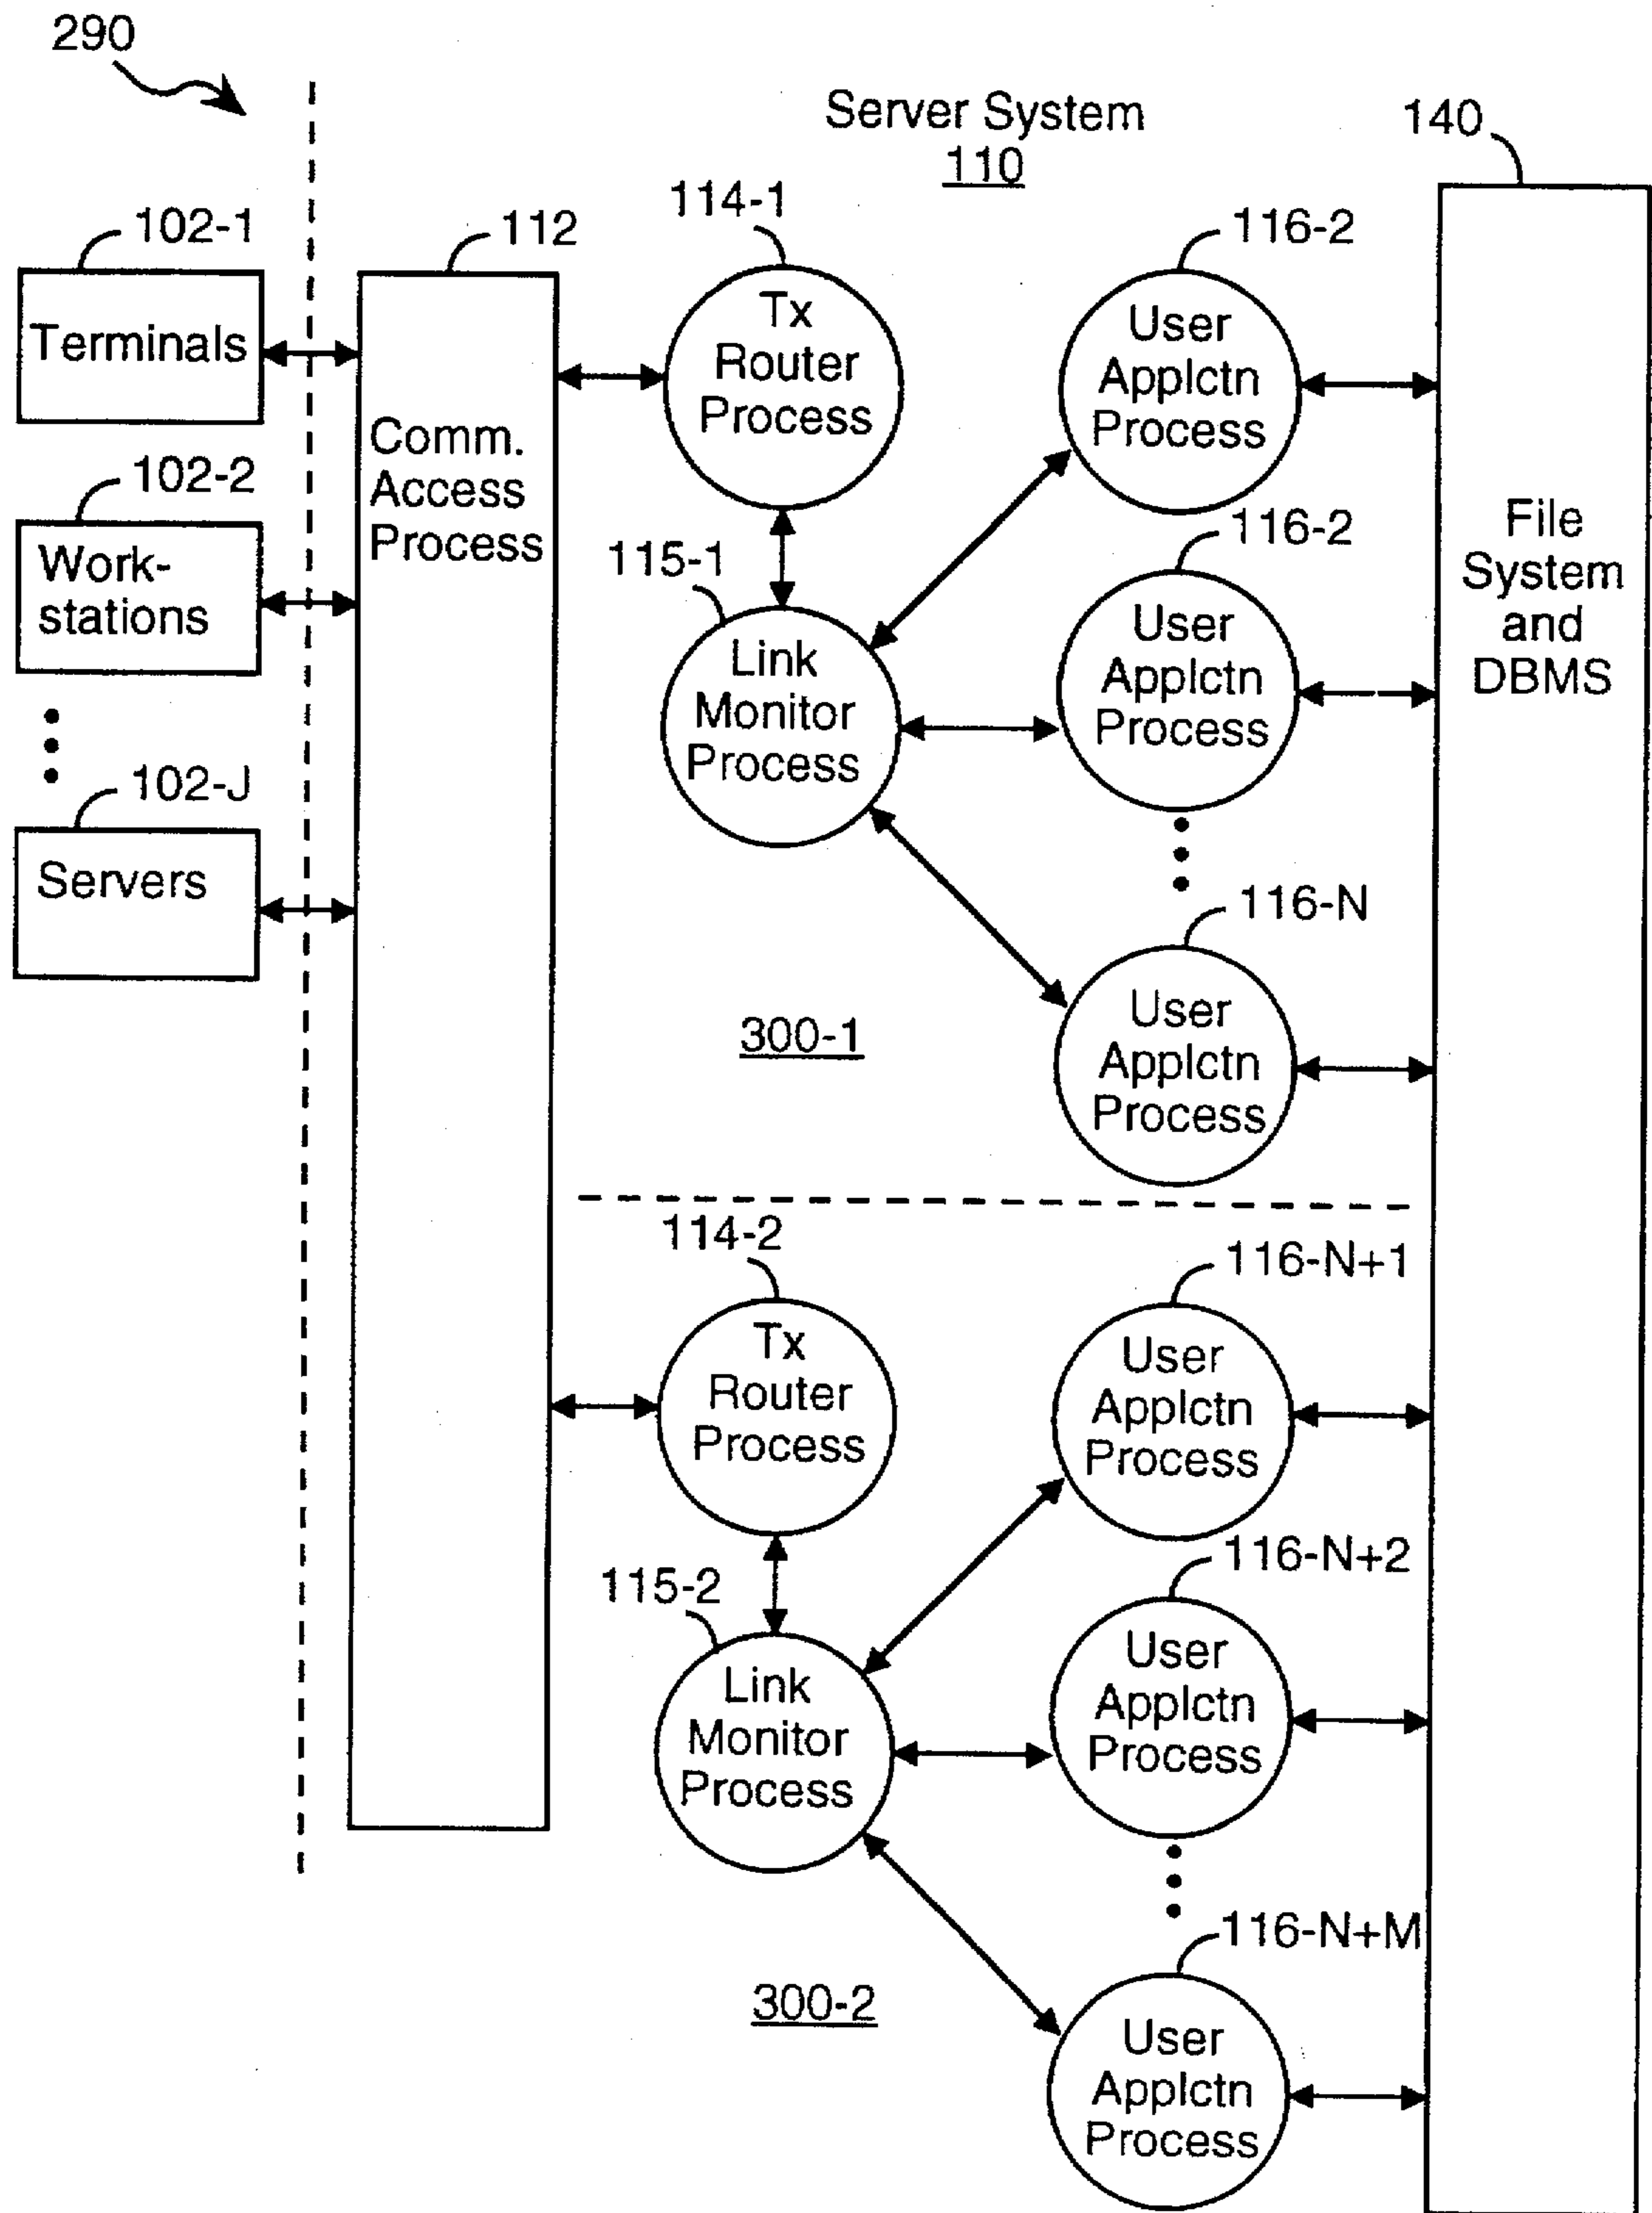 290
Server System
110
140
102-1
112
114-1
116-2
Terminals
Comm.
Access
Process
Tx
Router
Process
User
Applctn
Process
102-2
Work-
stations
115-1
116-2
Link
Monitor
Process
User
Applctn
Process
File
System
and
DBMS
102-J
Servers
116-N
300-1
User
Applctn
Process
114-2
116-N+1
Tx
Router
Process
User
Applctn
Process
115-2
116-N+2
Link
Monitor
Process
User
Applctn
Process
116-N+M
300-2
User
Applctn
Process